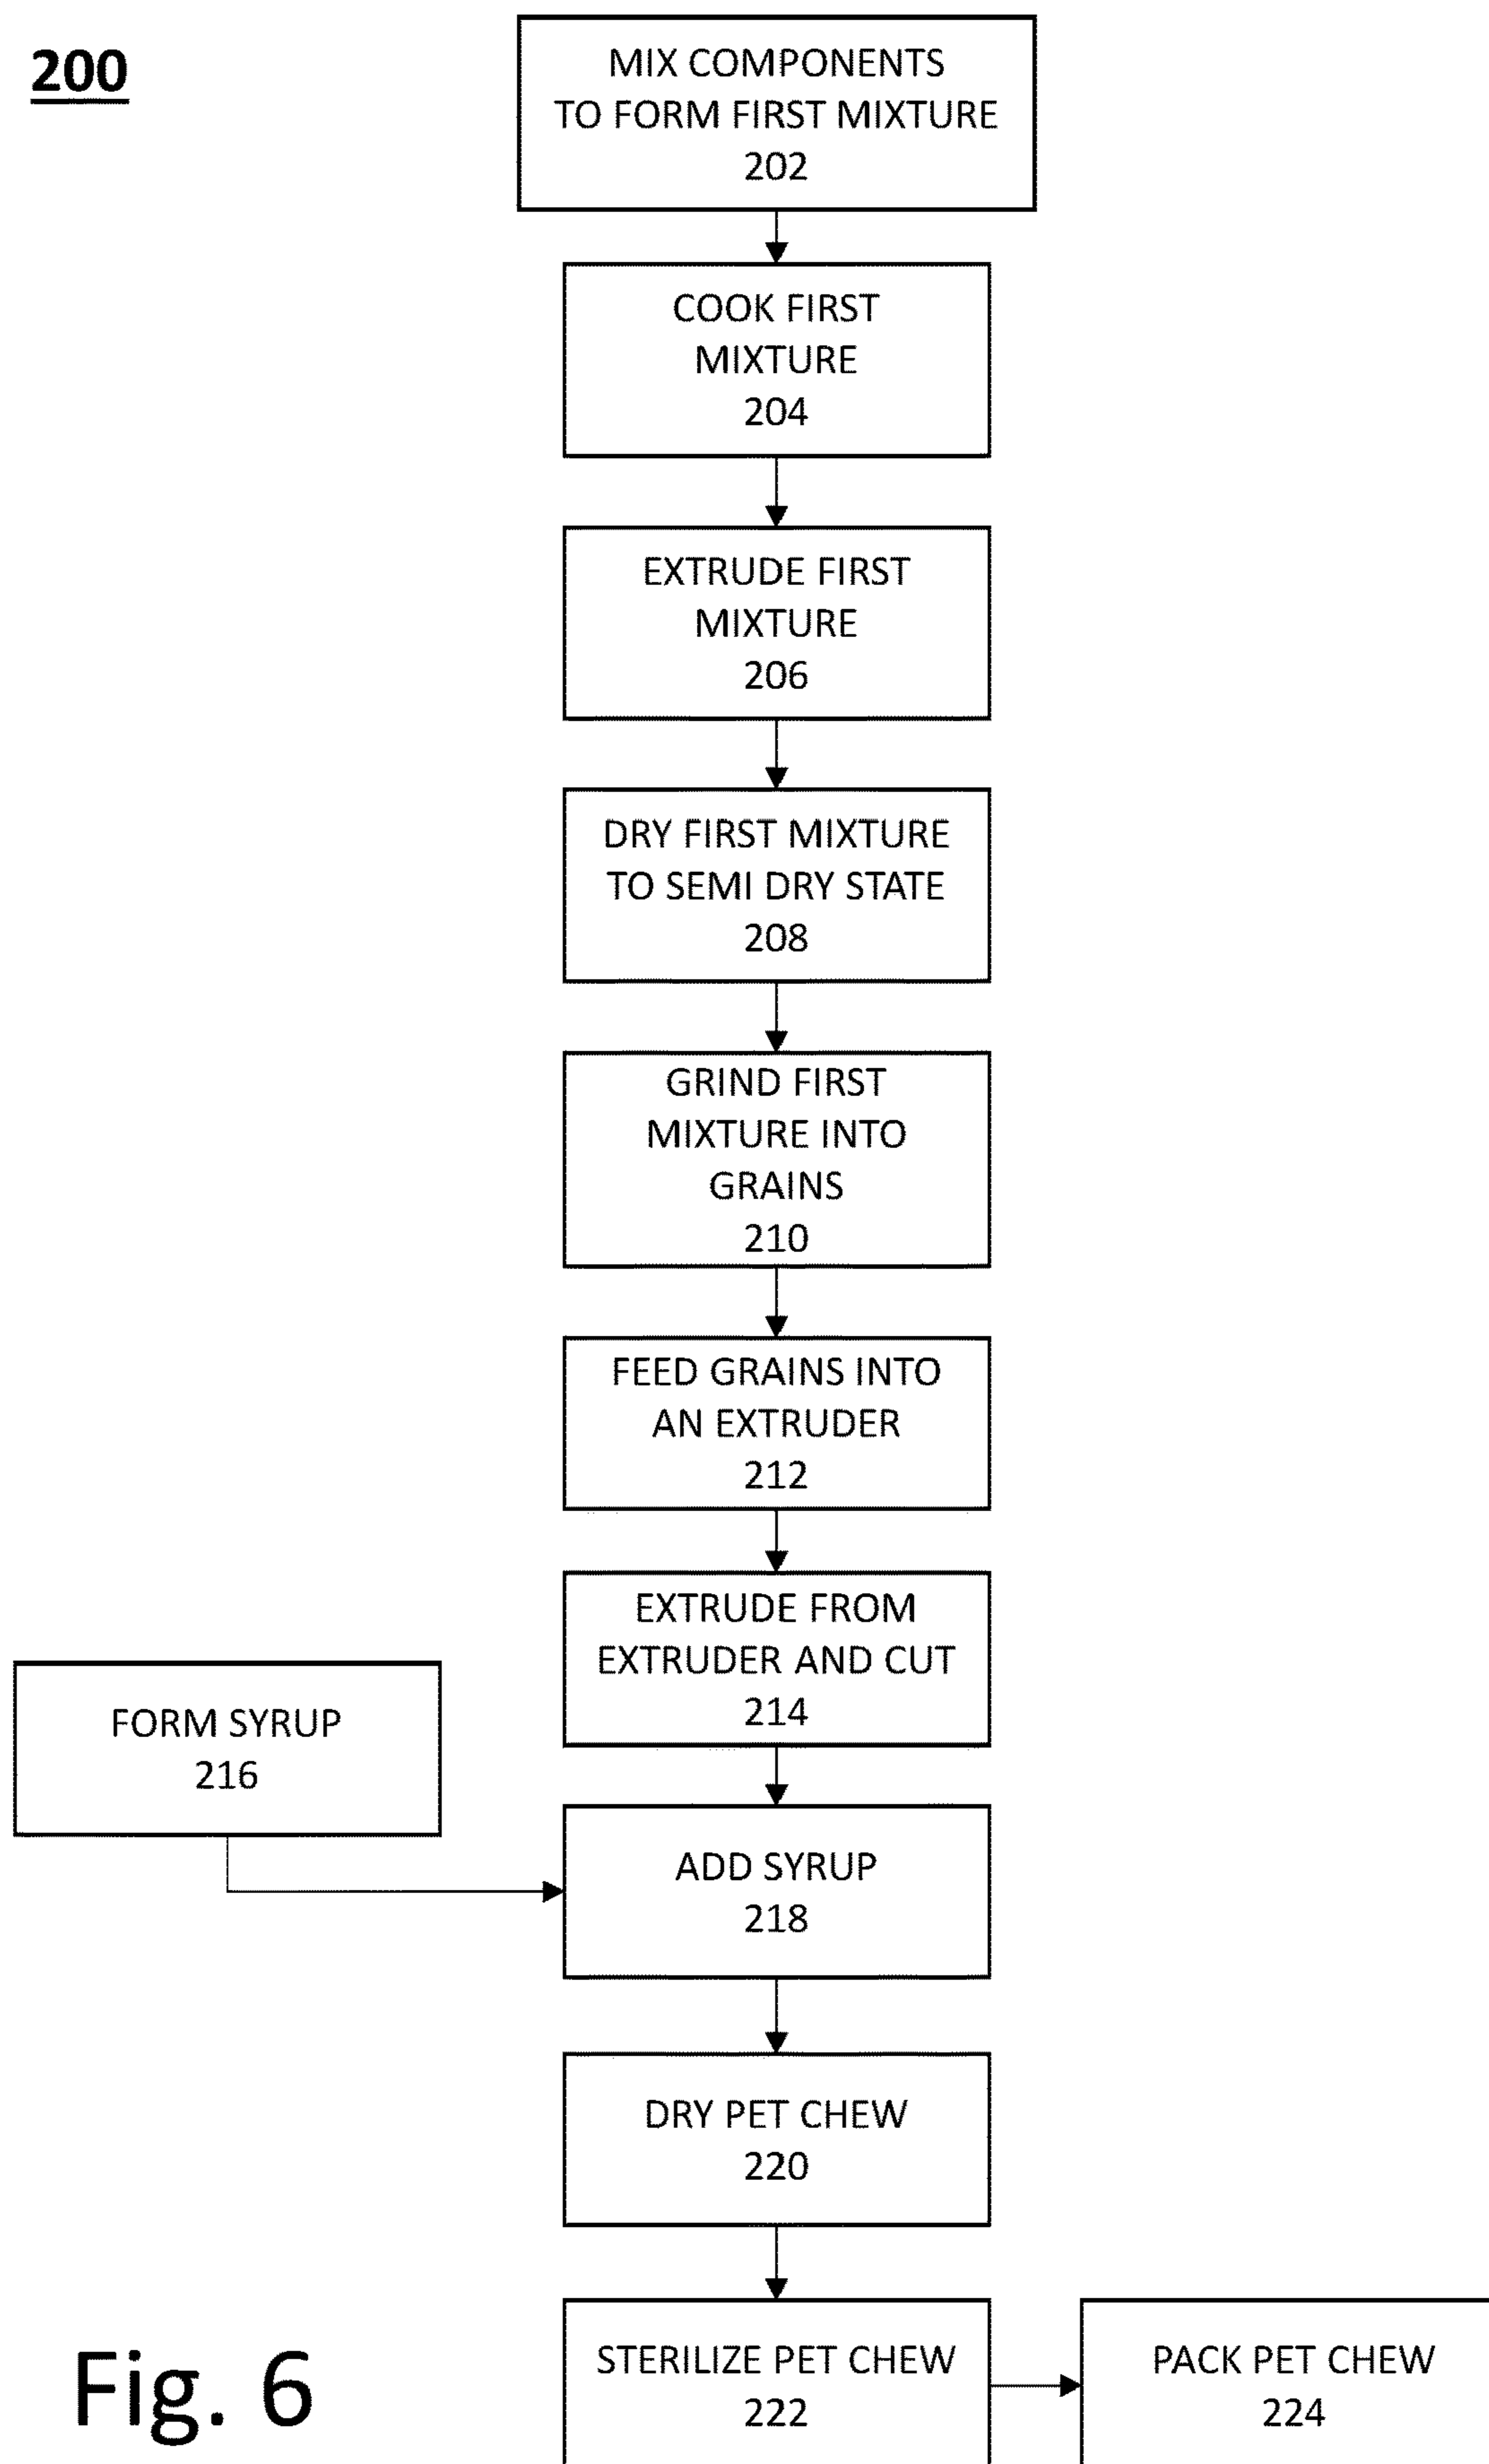 200
MIX COMPONENTS
TO FORM FIRST MIXTURE
202
COOK FIRST
MIXTURE
204
EXTRUDE FIRST
MIXTURE
206
DRY FIRST MIXTURE
TO SEMI DRY STATE
208
GRIND FIRST
MIXTURE INTO
GRAINS
210
FEED GRAINS INTO
AN EXTRUDER
212
EXTRUDE FROM
EXTRUDER AND CUT
214
FORM SYRUP
216
ADD SYRUP
218
DRY PET CHEW
220
STERILIZE PET CHEW
222
PACK PET CHEW
224
Fig. 6